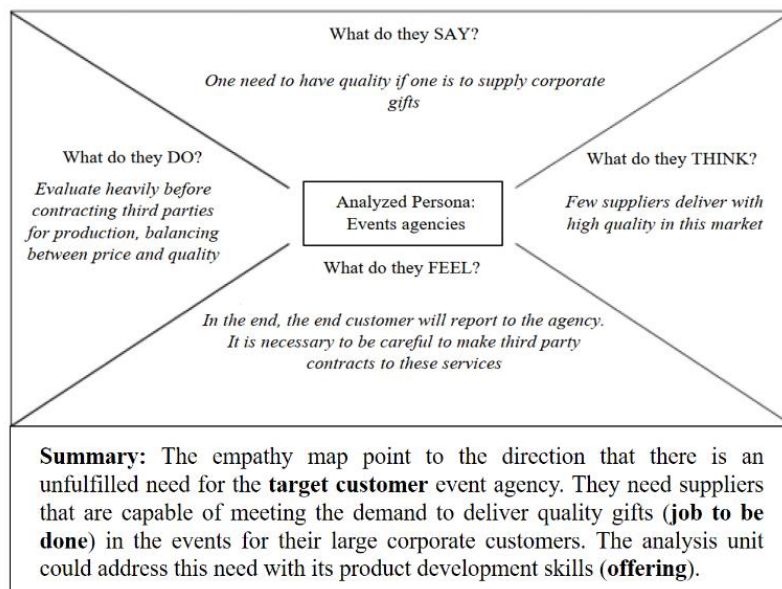 What do they SAY?
One need to have quality if one is to supply corporate
gifts
What do they DO?
Evaluate heavily before
contracting third parties
for production, balancing
between price and quality
Analyzed Persona:
Events agencies
What do they THINK?
Few suppliers deliver with
high quality in this market
What do they FEEL?
In the end, the end customer will report to the agency.
It is necessary to be careful to make third party
contracts to these services
Summary: The empathy map point to the direction that there is an
unfulfilled need for the target customer event agency. They need suppliers
that are capable of meeting the demand to deliver quality gifts (job to be
done) in the events for their large corporate customers. The analysis unit
could address this need with its product development skills (offering).